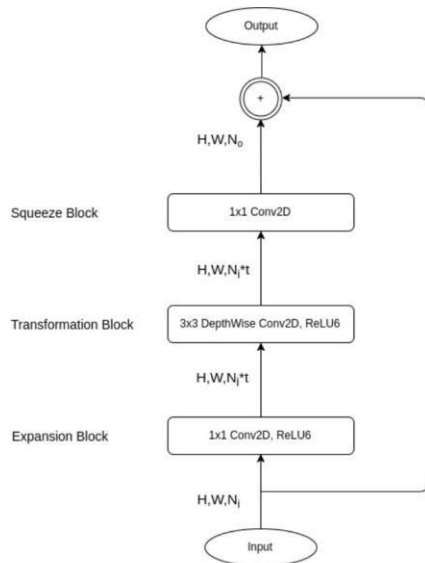 Output
+
H,W,Nₒ
Squeeze Block
1x1 Conv2D
H,W,Nᵢ*t
Transformation Block
3x3 DepthWise Conv2D, ReLU6
H,W,Nᵢ*t
Expansion Block
1x1 Conv2D, ReLU6
H,W,Nᵢ
Input